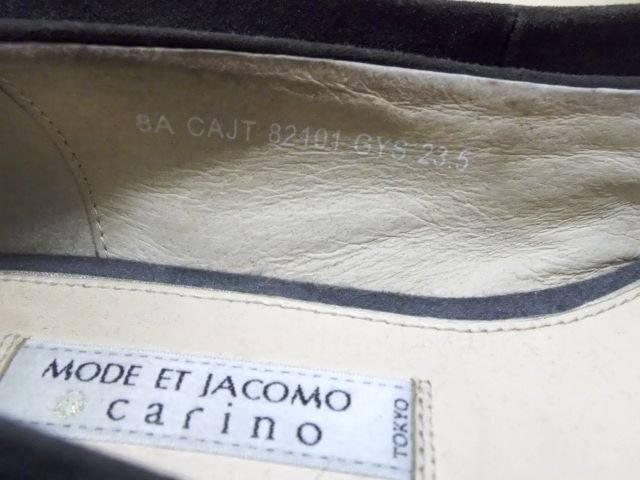 8A CAJT 82101 GYS 23.5
MODE ET JACOMO
carino
TOKYO